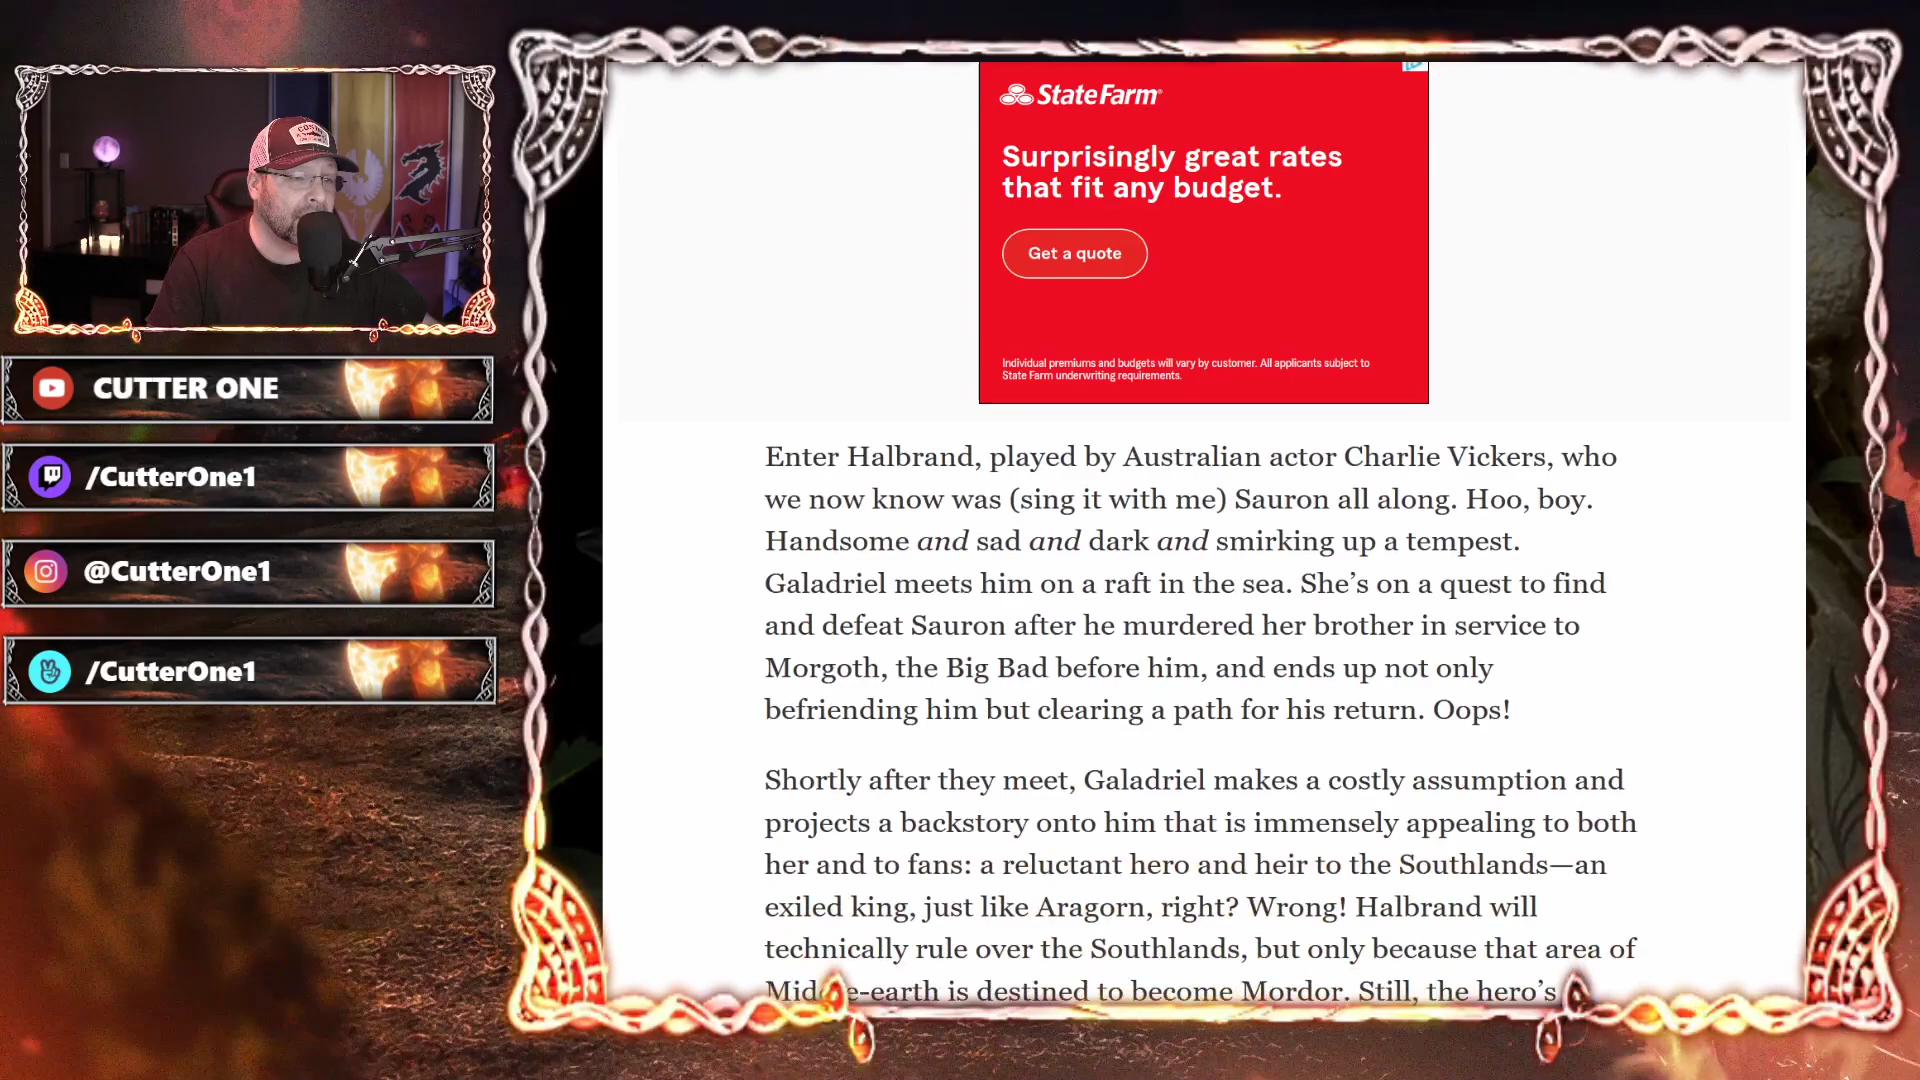 CUTTER ONE
/CutterOne1
@CutterOne1
/CutterOne1
StateFarm®
Surprisingly great rates
that fit any budget.
Get a quote
Individual premiums and budgets will vary by customer. All applicants subject to
State Farm underwriting requirements.
Enter Halbrand, played by Australian actor Charlie Vickers, who
we now know was (sing it with me) Sauron all along. Hoo, boy.
Handsome and sad and dark and smirking up a tempest.
Galadriel meets him on a raft in the sea. She’s on a quest to find
and defeat Sauron after he murdered her brother in service to
Morgoth, the Big Bad before him, and ends up not only
befriending him but clearing a path for his return. Oops!
Shortly after they meet, Galadriel makes a costly assumption and
projects a backstory onto him that is immensely appealing to both
her and to fans: a reluctant hero and heir to the Southlands—an
exiled king, just like Aragorn, right? Wrong! Halbrand will
technically rule over the Southlands, but only because that area of
Middle-earth is destined to become Mordor. Still, the hero’s